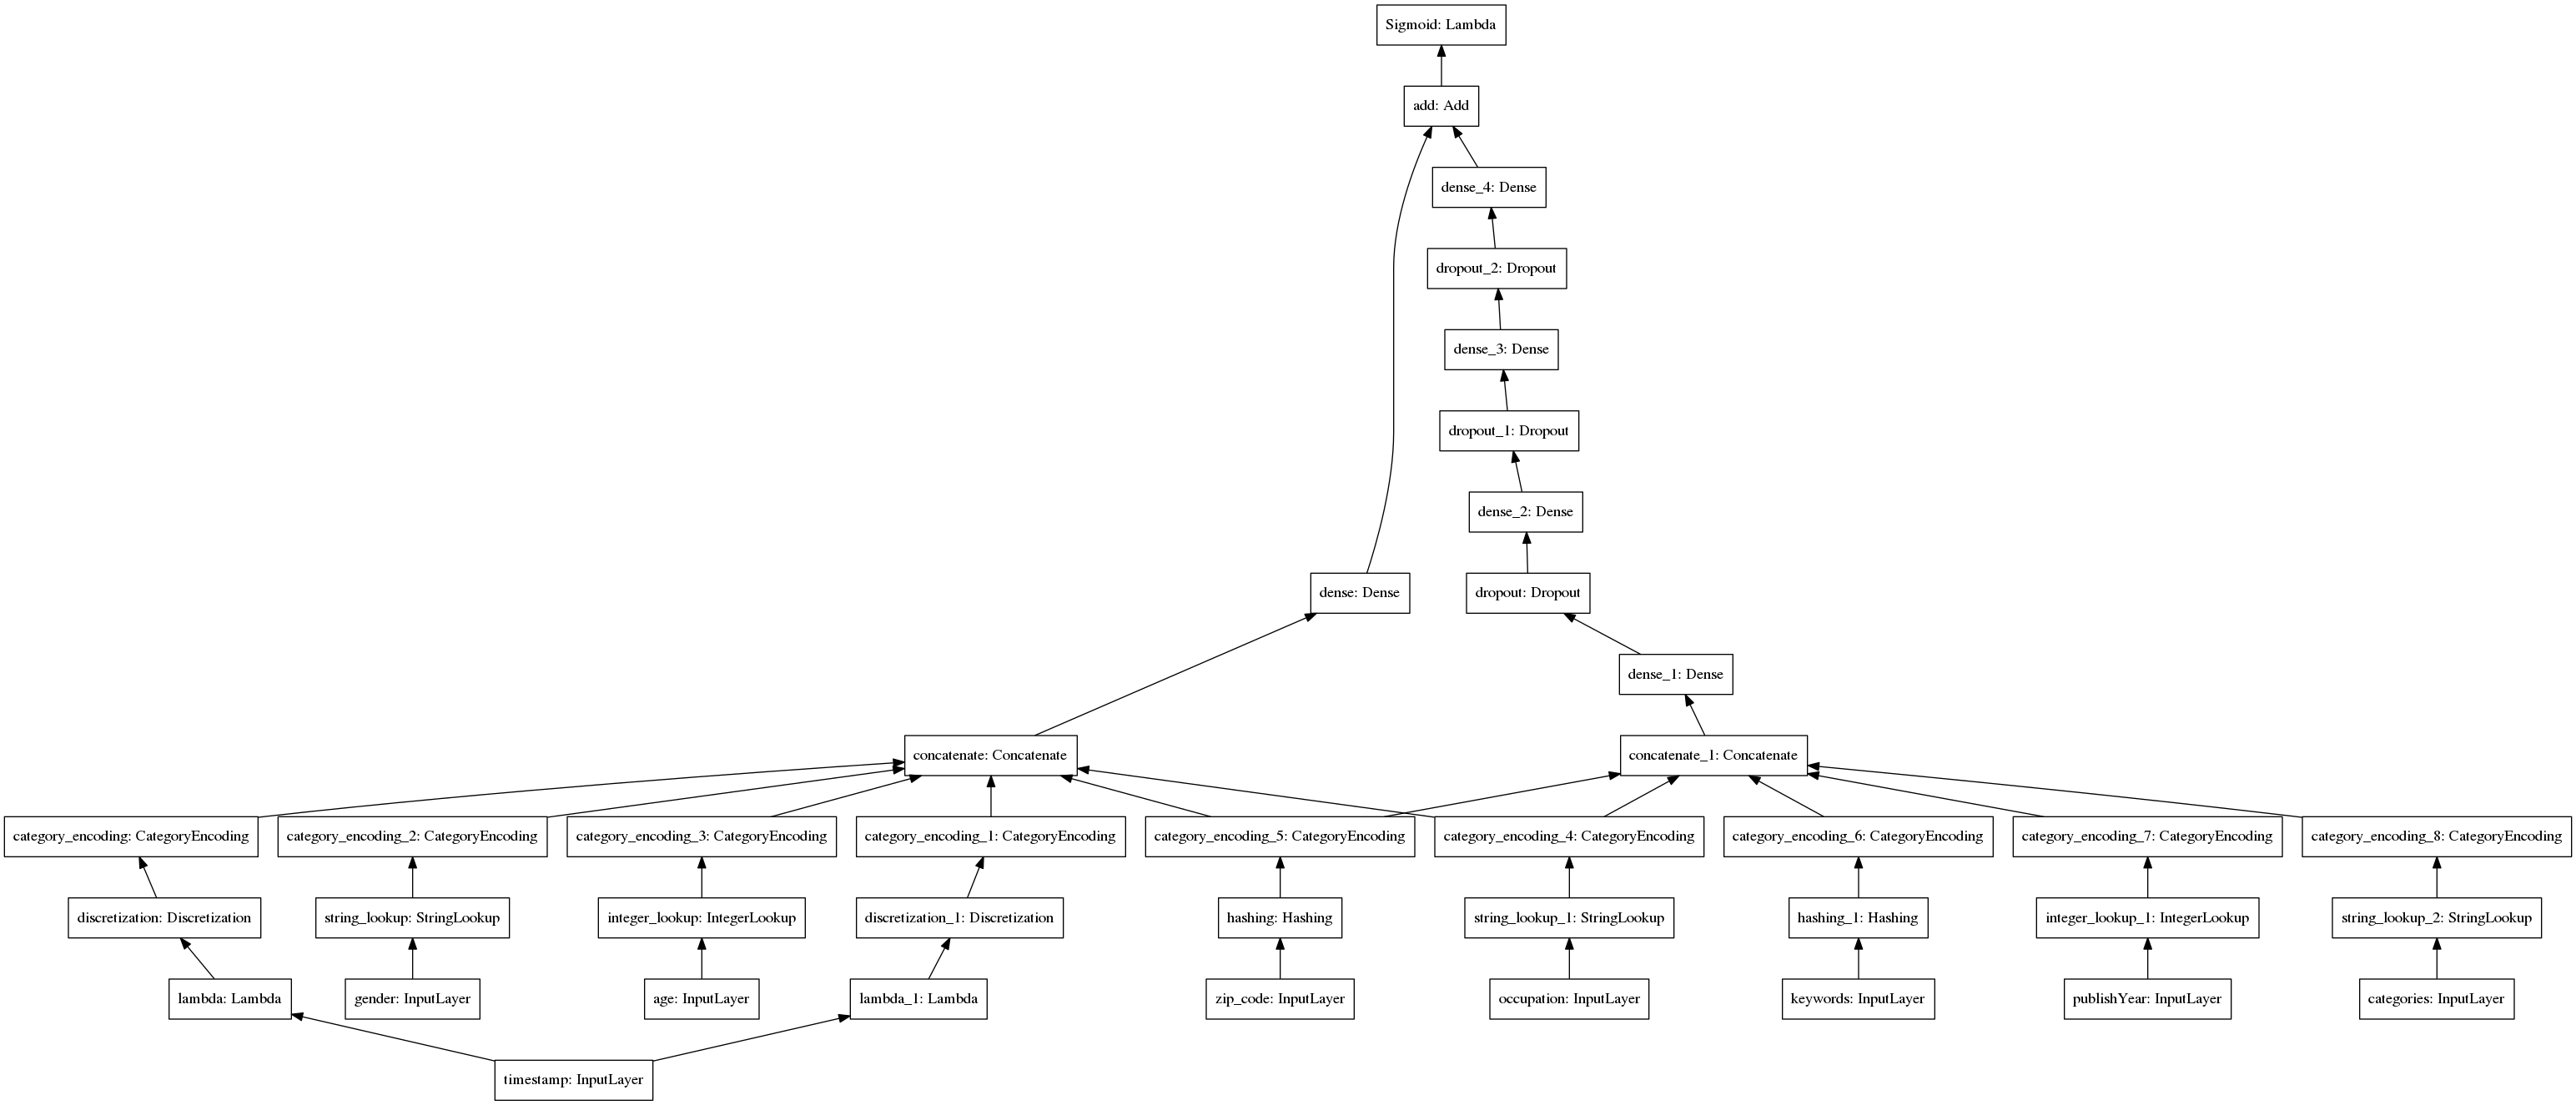 Sigmoid: Lambda
add: Add
dense_4: Dense
dropout_2: Dropout
dense_3: Dense
dropout_1: Dropout
dense_2: Dense
dense: Dense
dropout: Dropout
dense_1: Dense
concatenate: Concatenate
concatenate_1: Concatenate
category_encoding: CategoryEncoding
category_encoding_2: CategoryEncoding
category_encoding_3: CategoryEncoding
category_encoding_1: CategoryEncoding
category_encoding_5: CategoryEncoding
category_encoding_4: CategoryEncoding
category_encoding_6: CategoryEncoding
category_encoding_7: CategoryEncoding
category_encoding_8: CategoryEncoding
discretization: Discretization
string_lookup: StringLookup
integer_lookup: IntegerLookup
discretization_1: Discretization
hashing: Hashing
string_lookup_1: StringLookup
hashing_1: Hashing
integer_lookup_1: IntegerLookup
string_lookup_2: StringLookup
lambda: Lambda
gender: InputLayer
age: InputLayer
lambda_1: Lambda
zip_code: InputLayer
occupation: InputLayer
keywords: InputLayer
publishYear: InputLayer
categories: InputLayer
timestamp: InputLayer